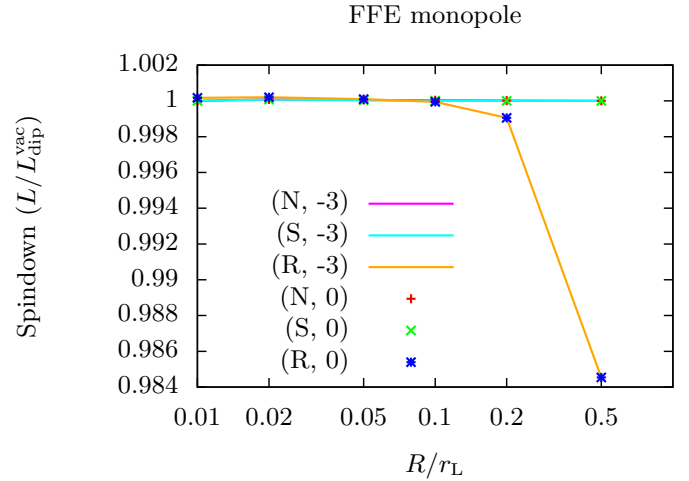 FFE monopole
Spindown (L/L_dip^vac)
1.002
1
0.998
0.996
0.994
0.992
0.99
0.988
0.986
0.984
(N, -3)
(S, -3)
(R, -3)
(N, 0)
(S, 0)
(R, 0)
0.01 0.02 0.05 0.1 0.2 0.5
R/r_L